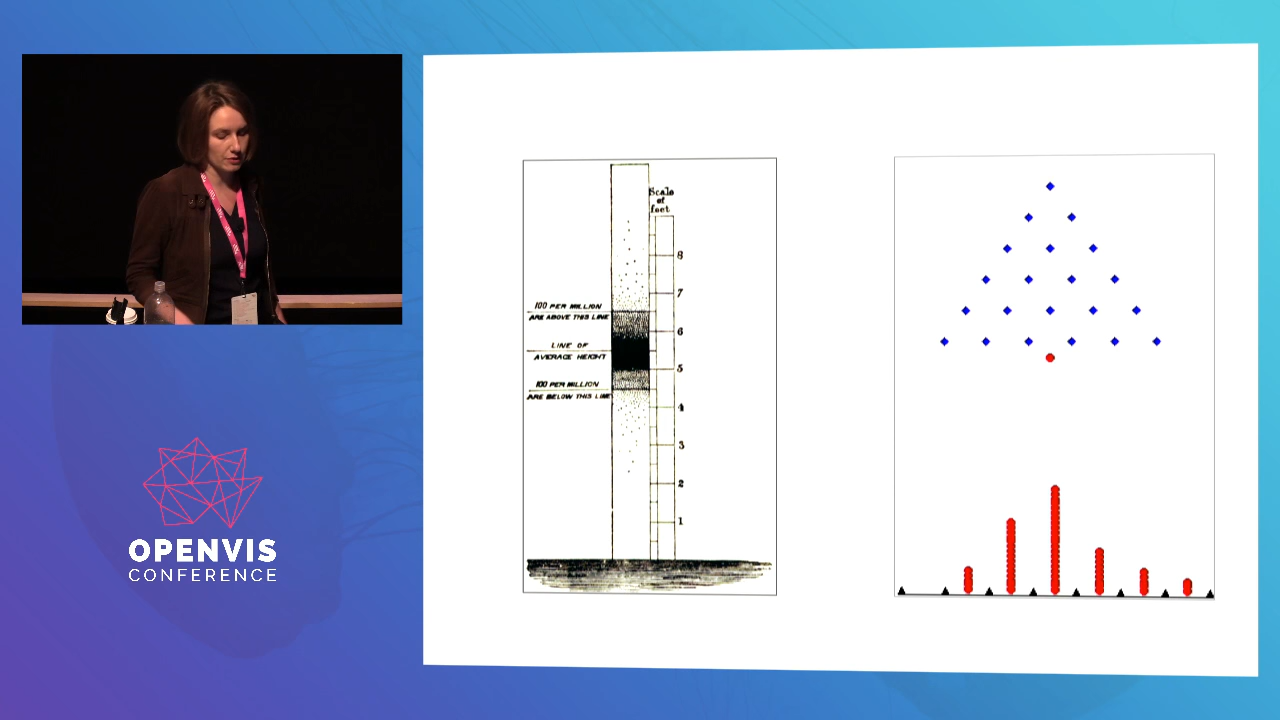 OPENVIS
CONFERENCE
Scale
of
feet
8
7
100 PER MILLION
ARE ABOVE THIS LINE
6
LINE OF
AVERAGE HEIGHT
5
100 PER MILLION
ARE BELOW THIS LINE
4
3
2
1